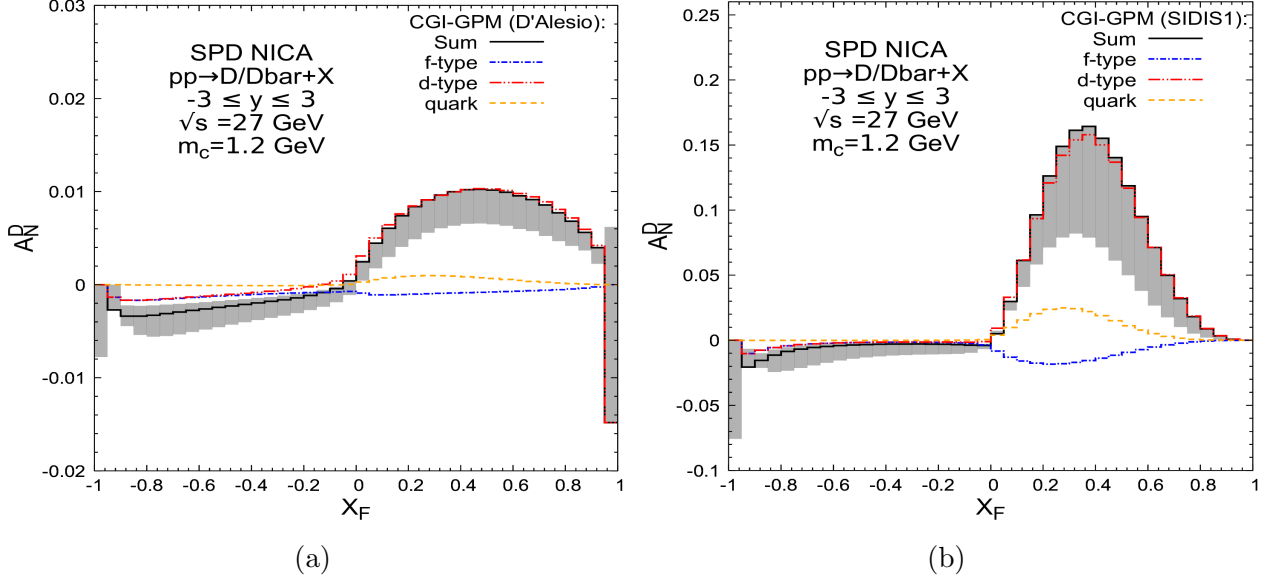 CGI-GPM (D'Alesio):
Sum
f-type
d-type
quark
SPD NICA
pp→D/Dbar+X
-3 ≤ y ≤ 3
√s =27 GeV
m_c=1.2 GeV
0.03
0.02
0.01
0
-0.01
-0.02
A_N^D
-1 -0.8 -0.6 -0.4 -0.2 0 0.2 0.4 0.6 0.8 1
X_F
(a)
CGI-GPM (SIDIS1):
Sum
f-type
d-type
quark
SPD NICA
pp→D/Dbar+X
-3 ≤ y ≤ 3
√s =27 GeV
m_c=1.2 GeV
0.25
0.2
0.15
0.1
0.05
0
-0.05
-0.1
A_N^D
-1 -0.8 -0.6 -0.4 -0.2 0 0.2 0.4 0.6 0.8 1
X_F
(b)